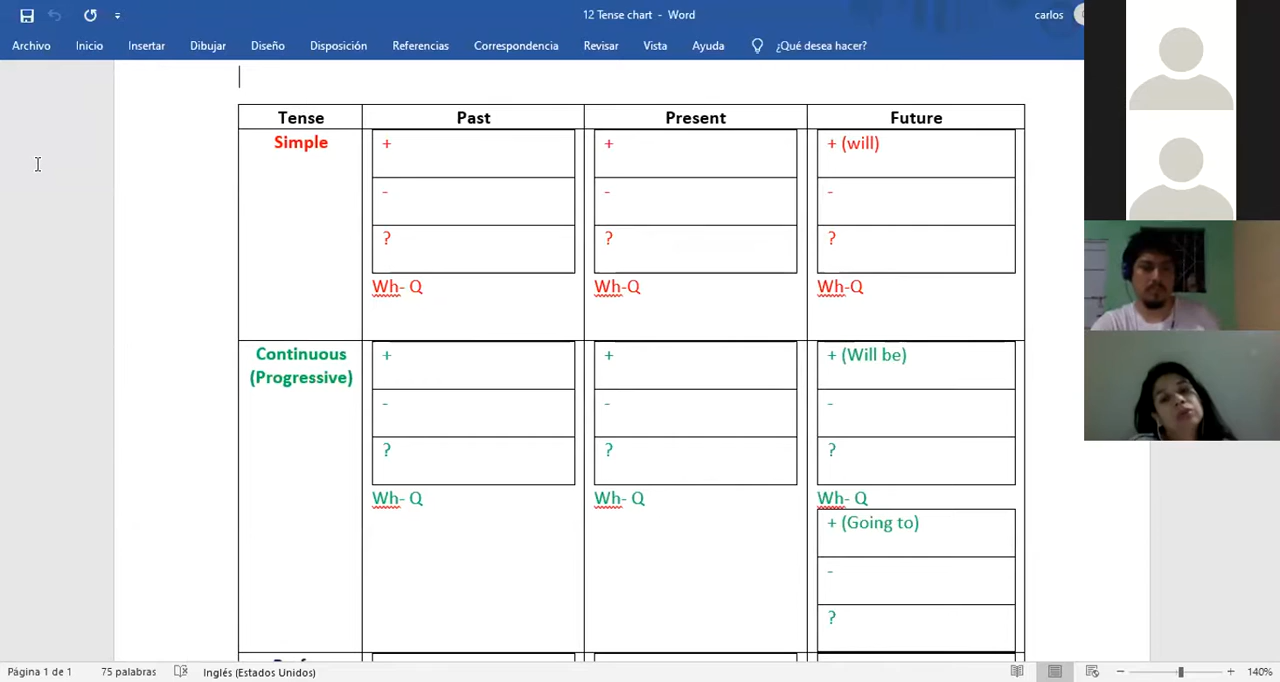 12 Tense chart - Word
carlos
Archivo Inicio Insertar Dibujar Diseño Disposición Referencias Correspondencia Revisar Vista Ayuda ¿Qué desea hacer?
Tense Past Present Future
Simple + + + (will)
- - -
? ? ?
Wh- Q Wh-Q Wh-Q
Continuous + + + (Will be)
(Progressive)
- - -
? ? ?
Wh- Q Wh- Q Wh- Q
+ (Going to)
-
?
Página 1 de 1 75 palabras Inglés (Estados Unidos) 140%